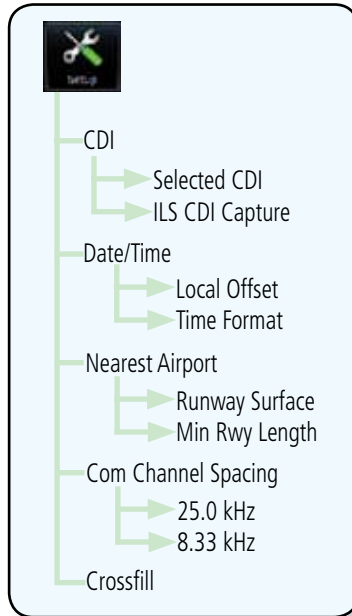 Setup
CDI
Selected CDI
ILS CDI Capture
Date/Time
Local Offset
Time Format
Nearest Airport
Runway Surface
Min Rwy Length
Com Channel Spacing
25.0 kHz
8.33 kHz
Crossfill